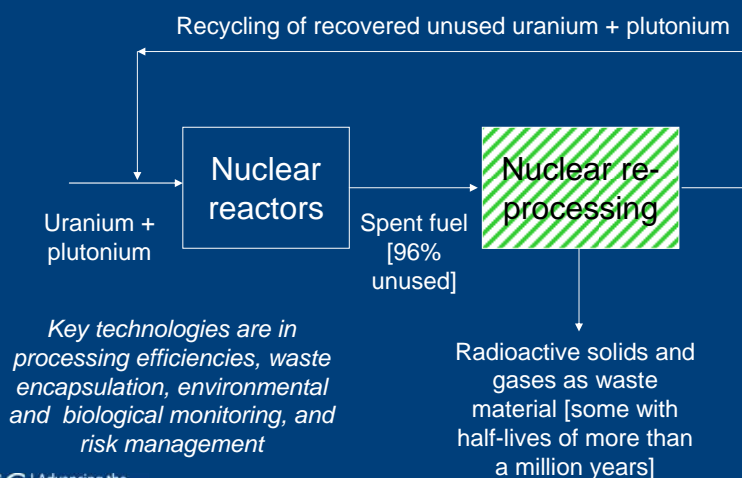 Recycling of recovered unused uranium + plutonium
Nuclear
reactors
Nuclear re-
processing
Uranium +
plutonium
Spent fuel
[96%
unused]
Key technologies are in
processing efficiencies, waste
encapsulation, environmental
and biological monitoring, and
risk management
Radioactive solids and
gases as waste
material [some with
half-lives of more than
a million years]